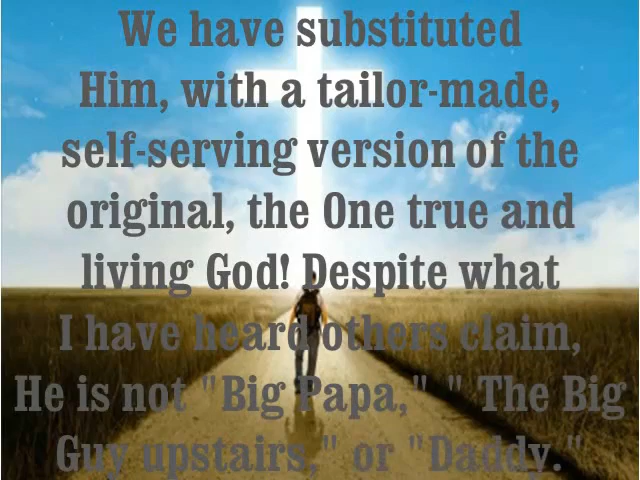 We have substituted
Him, with a tailor-made,
self-serving version of the
original, the One true and
living God! Despite what
I have heard others claim,
He is not "Big Papa," " The Big
Guy upstairs," or "Daddy."